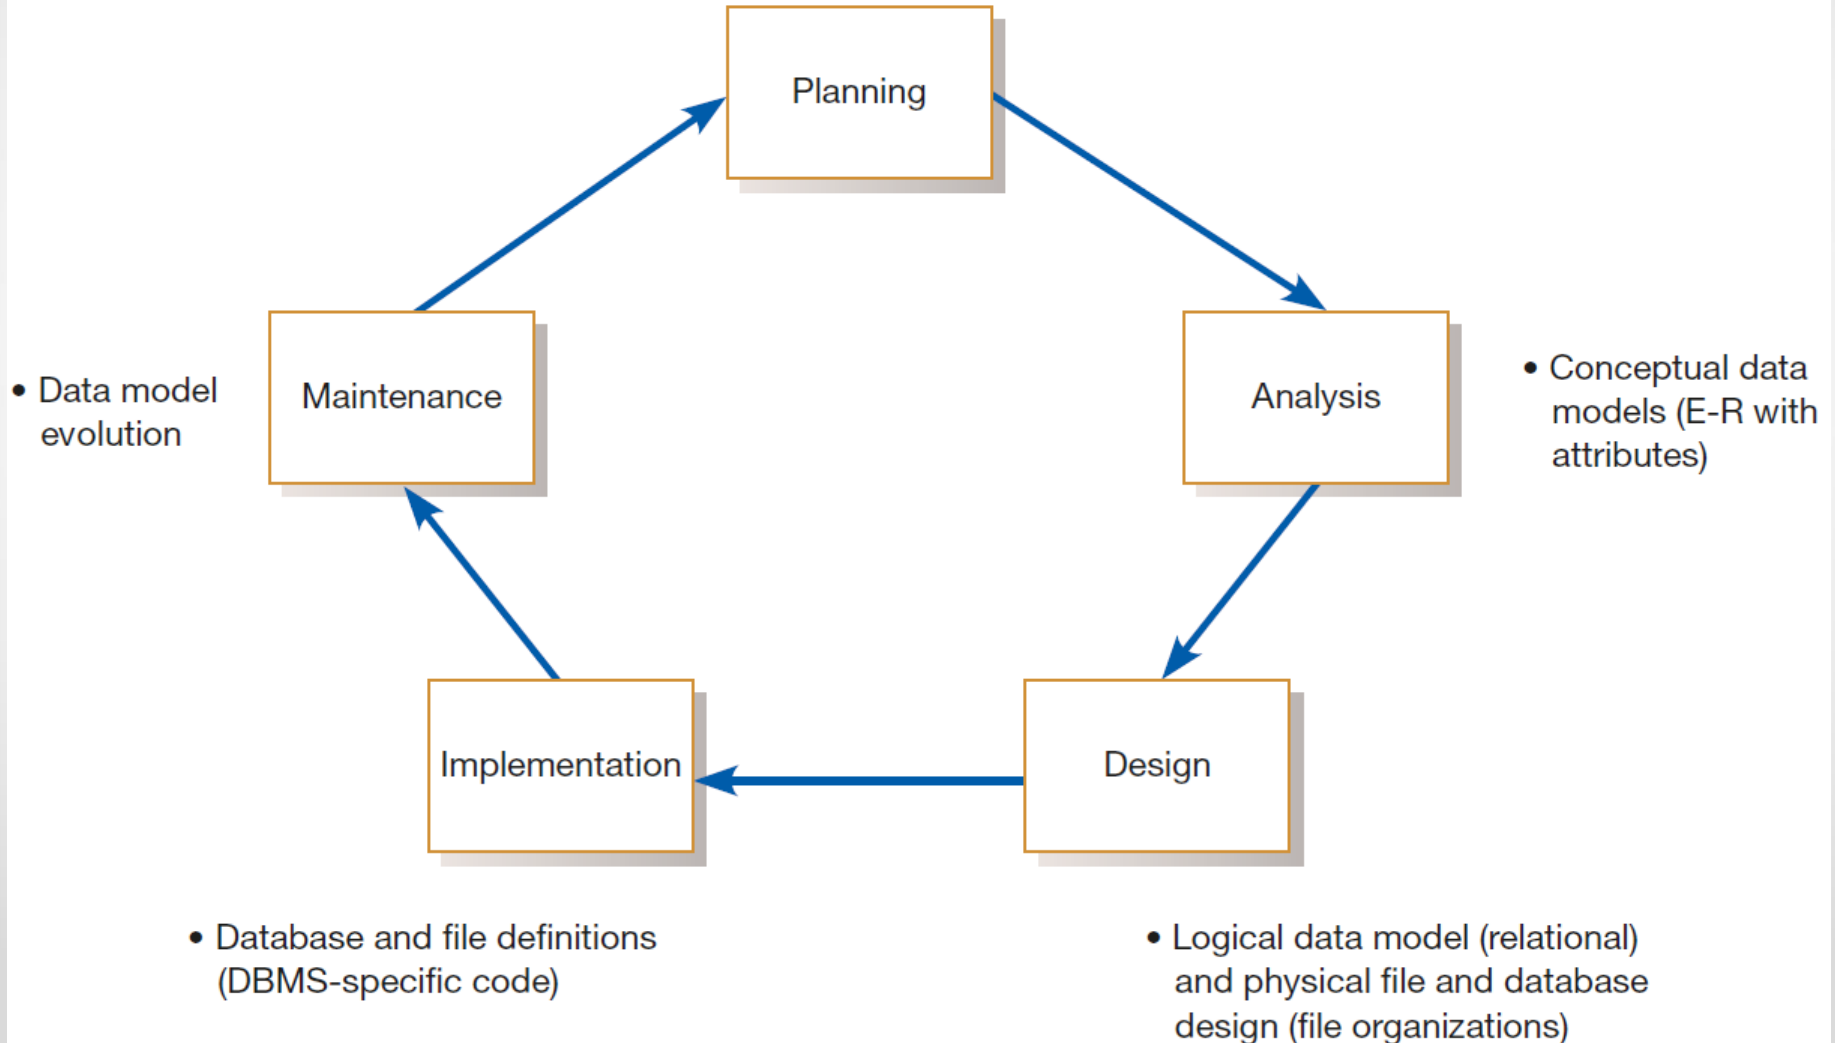 Planning
Maintenance
• Data model
evolution
Analysis
• Conceptual data
models (E-R with
attributes)
Implementation
Design
• Database and file definitions
(DBMS-specific code)
• Logical data model (relational)
and physical file and database
design (file organizations)